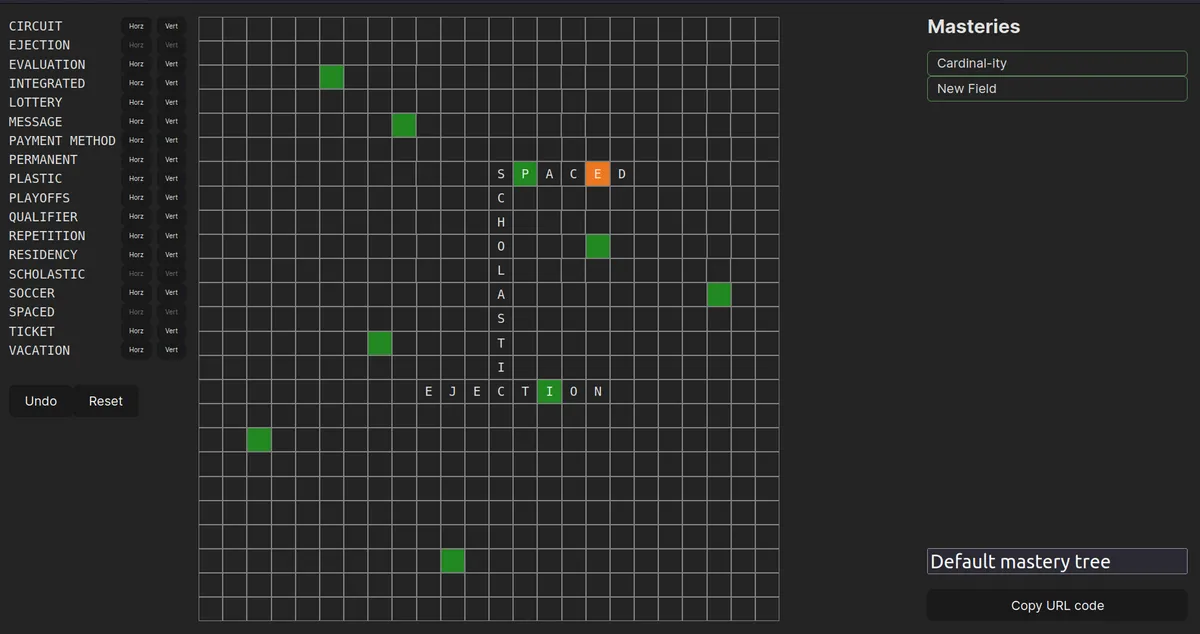 CIRCUIT Horz Vert
EJECTION Horz Vert
EVALUATION Horz Vert
INTEGRATED Horz Vert
LOTTERY Horz Vert
MESSAGE Horz Vert
PAYMENT METHOD Horz Vert
PERMANENT Horz Vert
PLASTIC Horz Vert
PLAYOFFS Horz Vert
QUALIFIER Horz Vert
REPETITION Horz Vert
RESIDENCY Horz Vert
SCHOLASTIC Horz Vert
SOCCER Horz Vert
SPACED Horz Vert
TICKET Horz Vert
VACATION Horz Vert
Undo Reset
S P A C E D
C
H
O
L
A
S
T
I
E J E C T I O N
Masteries
Cardinal-ity
New Field
Default mastery tree
Copy URL code